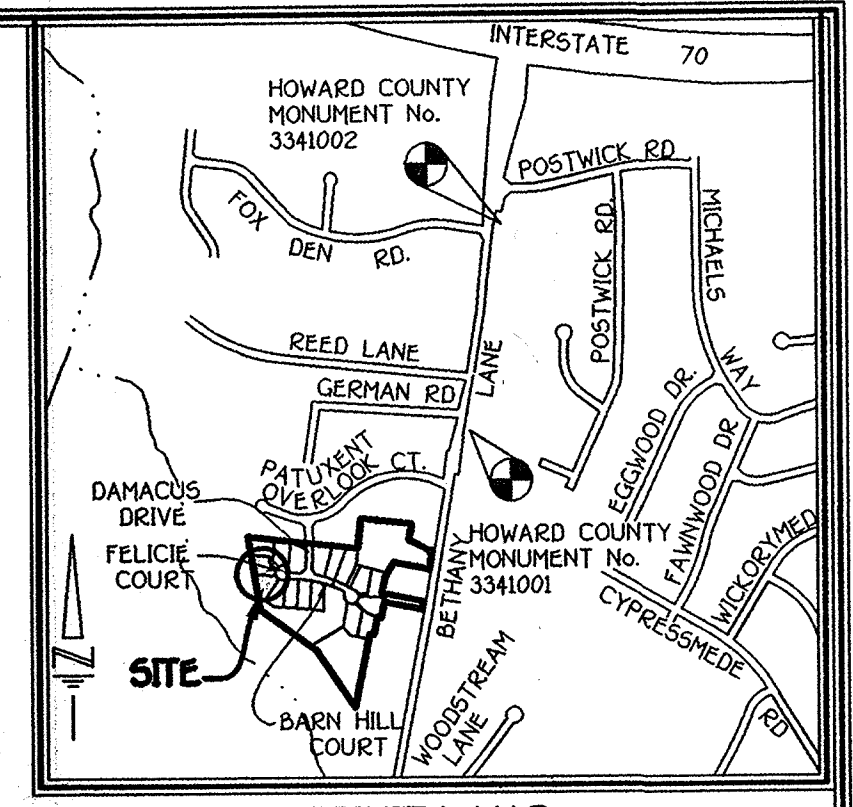 INTERSTATE 70
HOWARD COUNTY
MONUMENT No.
3341002
POSTWICK RD
FOX
DEN
RD.
POSTWICK RD.
MICHAELS
WAY
REED LANE
LANE
GERMAN RD
EGGWOOD DR.
FAWNWOOD DR
PATUXENT
OVERLOOK CT.
DAMACUS
DRIVE
FELICIE
COURT
HOWARD COUNTY
MONUMENT No.
3341001
BETHANY
WICKORYMED
CYPRESSMEDE
RD
N
SITE
BARN HILL
COURT
WOODSTREAM
LANE